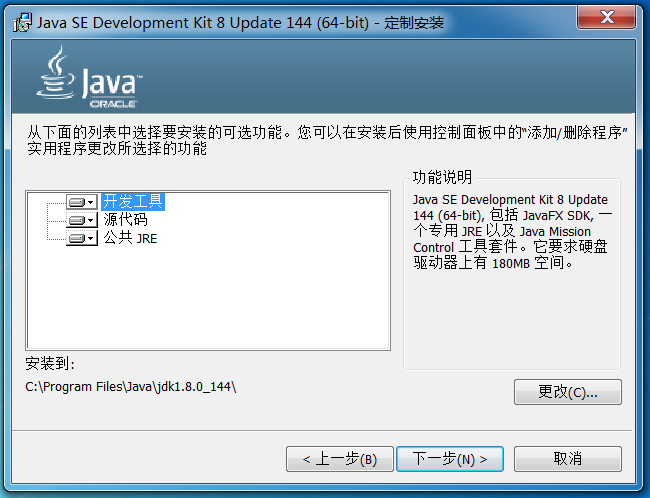 Java SE Development Kit 8 Update 144 (64-bit) - 定制安装
Java™
ORACLE
从下面的列表中选择要安装的可选功能。您可以在安装后使用控制面板中的“添加/删除程序”
实用程序更改所选择的功能
开发工具
源代码
公共 JRE
功能说明
Java SE Development Kit 8 Update
144 (64-bit), 包括 JavaFX SDK, 一
个专用 JRE 以及 Java Mission
Control 工具套件。它要求硬盘
驱动器上有 180MB 空间。
安装到:
C:\Program Files\Java\jdk1.8.0_144\
更改(C)...
< 上一步(B)
下一步(N) >
取消